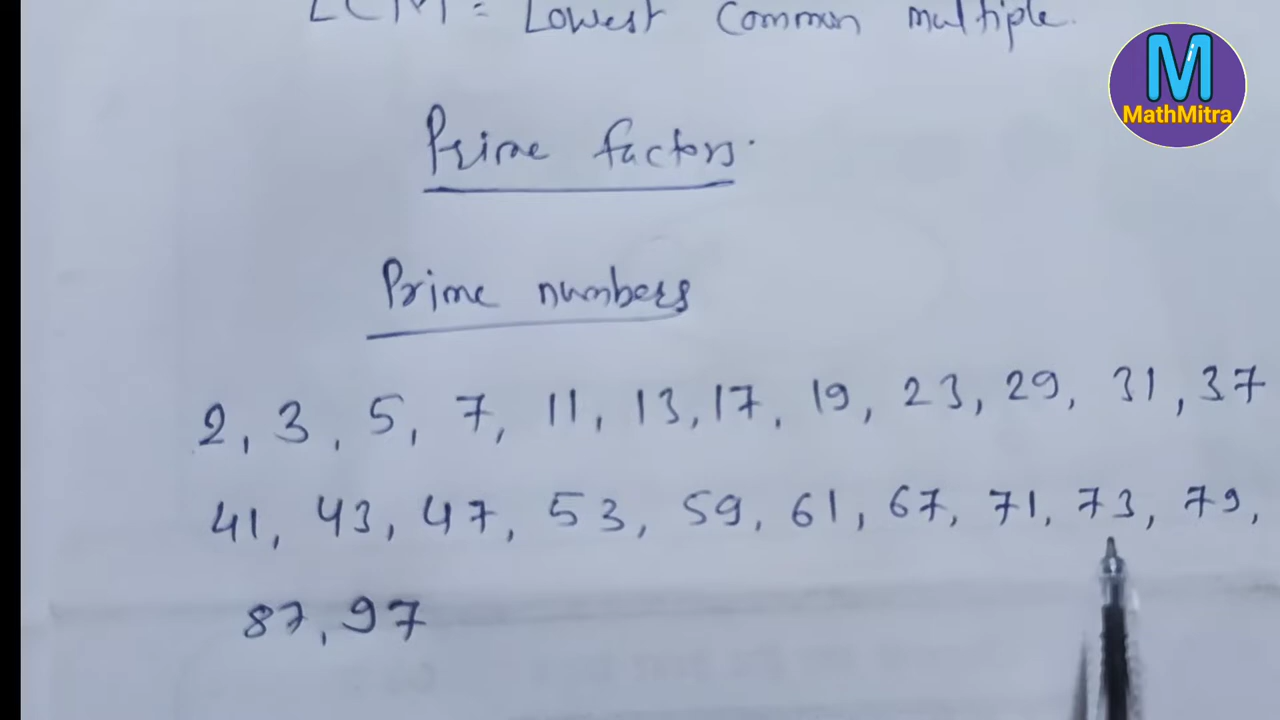 LCM = Lowest Common multiple.
M
MathMitra
Prime factors.
Prime numbers
2, 3, 5, 7, 11, 13, 17, 19, 23, 29, 31, 37
41, 43, 47, 53, 59, 61, 67, 71, 73, 79,
87, 97